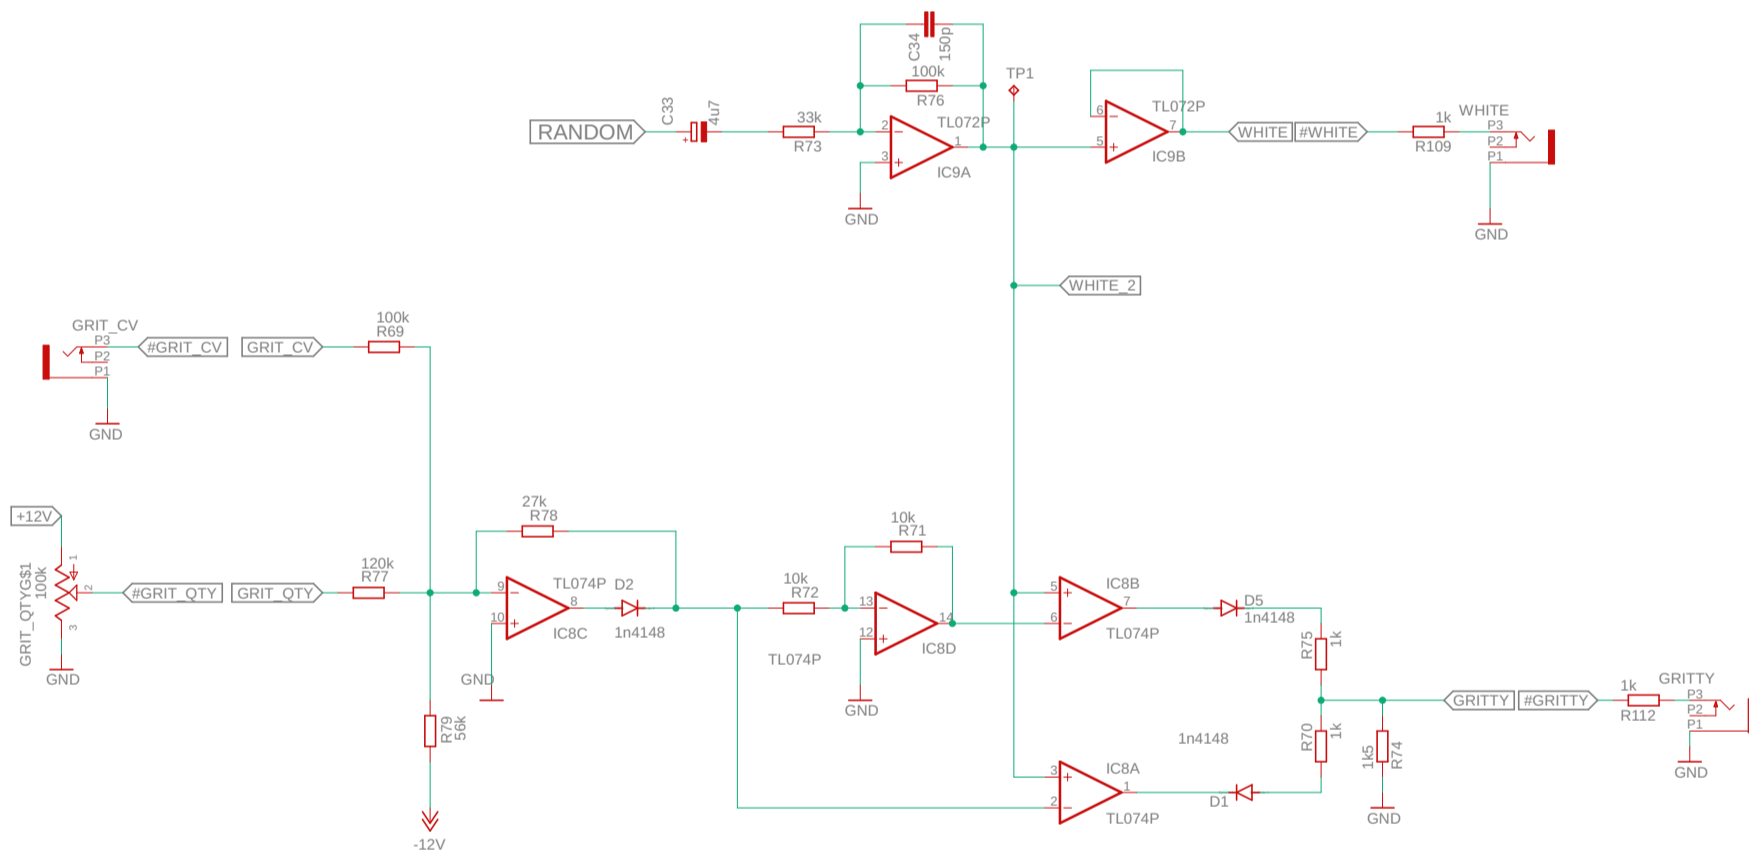 C34
150p
100k
R76
TP1
C33
4u7
RANDOM
33k
R73
2
3
1
TL072P
IC9A
GND
6
5
7
TL072P
IC9B
WHITE
#WHITE
1k
R109
WHITE
P3
P2
P1
GND
WHITE_2
GRIT_CV
P3
P2
P1
#GRIT_CV
GRIT_CV
100k
R69
GND
+12V
GRIT_QTYG$1
100k
1
2
3
GND
#GRIT_QTY
GRIT_QTY
120k
R77
27k
R78
9
10
8
TL074P
IC8C
GND
D2
1n4148
R79
56k
-12V
10k
R72
10k
R71
13
12
14
IC8D
TL074P
GND
5
6
7
IC8B
TL074P
D5
1n4148
R75
1k
3
2
1
IC8A
TL074P
1n4148
D1
R70
1k
1k5
R74
GND
GRITTY
#GRITTY
1k
R112
GRITTY
P3
P2
P1
GND